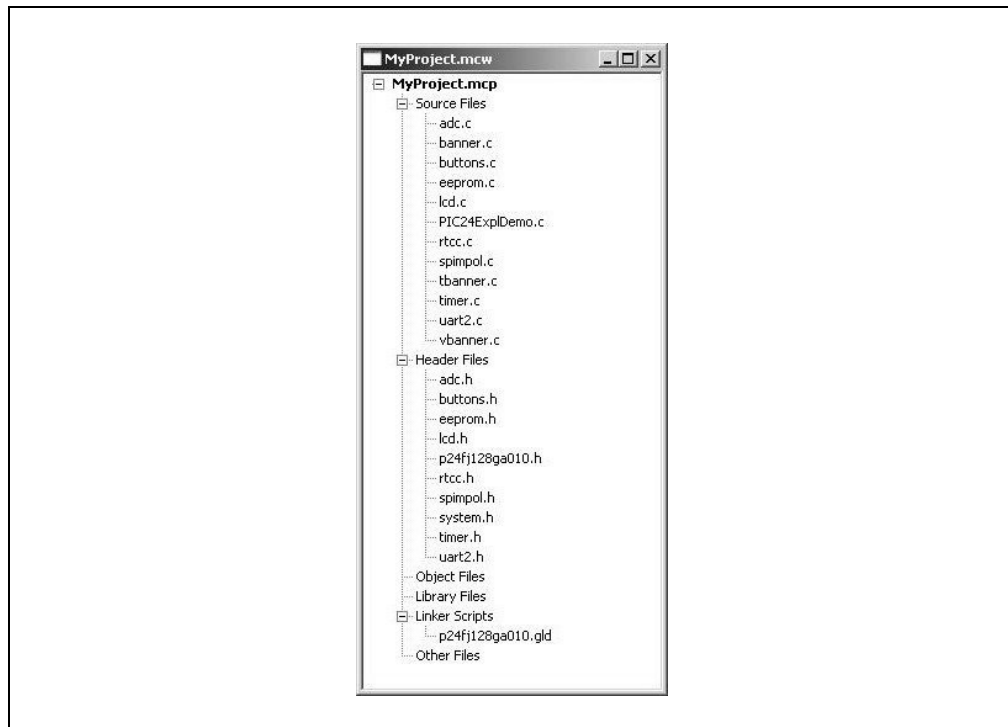 MyProject.mcw
MyProject.mcp
Source Files
adc.c
banner.c
buttons.c
eeprom.c
lcd.c
PIC24ExplDemo.c
rtcc.c
spimpol.c
tbanner.c
timer.c
uart2.c
vbanner.c
Header Files
adc.h
buttons.h
eeprom.h
lcd.h
p24fj128ga010.h
rtcc.h
spimpol.h
system.h
timer.h
uart2.h
Object Files
Library Files
Linker Scripts
p24fj128ga010.gld
Other Files